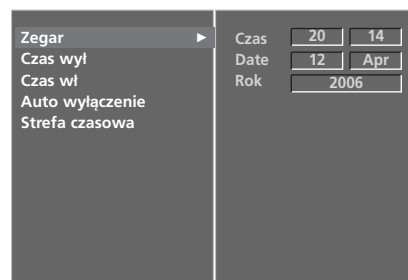 Zegar ►
Czas wył
Czas wł
Auto wyłączenie
Strefa czasowa
Czas 20 14
Date 12 Apr
Rok 2006